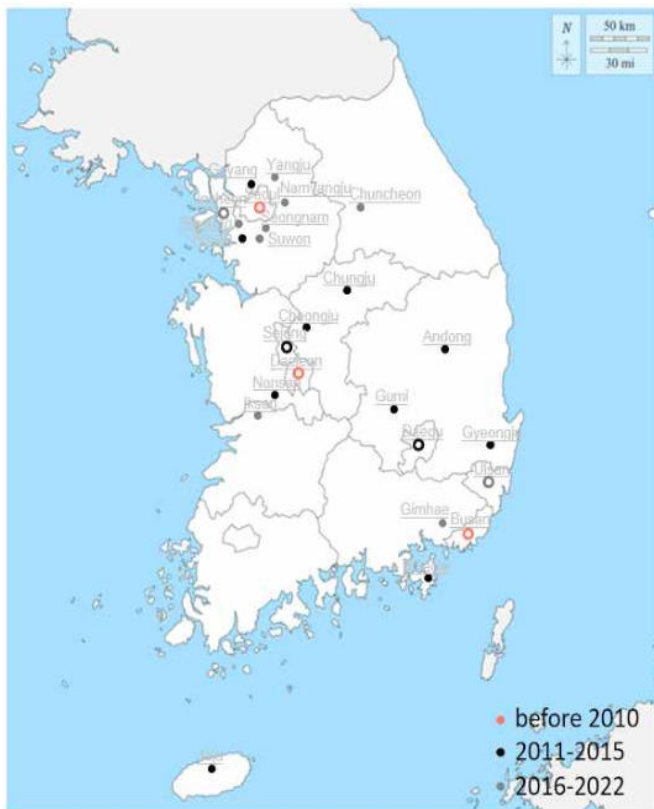 N
50 km
30 mi
Yangju
Goyang
Seoul
Namyangju
Chuncheon
Seongnam
Suwon
Chungju
Cheongju
Sejong
Andong
Daejeon
Nonsan
Iksan
Gumi
Daegu
Gyeongju
Ulsan
Gimhae
Busan
before 2010
2011-2015
2016-2022